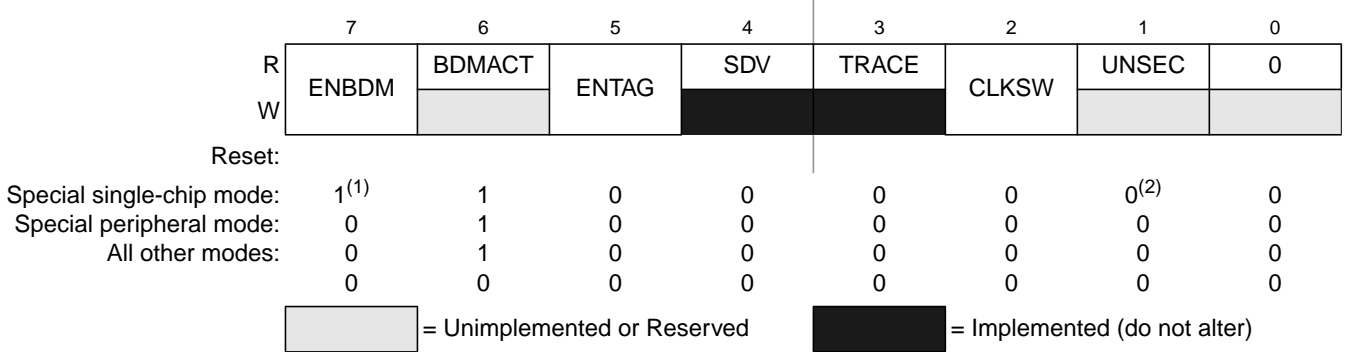 7 6 5 4 3 2 1 0
R ENBDM BDMACT ENTAG SDV TRACE CLKSW UNSEC 0
W
Reset:
Special single-chip mode: 1(1) 1 0 0 0 0 0(2) 0
Special peripheral mode: 0 1 0 0 0 0 0 0
All other modes: 0 1 0 0 0 0 0 0
0 0 0 0 0 0 0 0
= Unimplemented or Reserved = Implemented (do not alter)